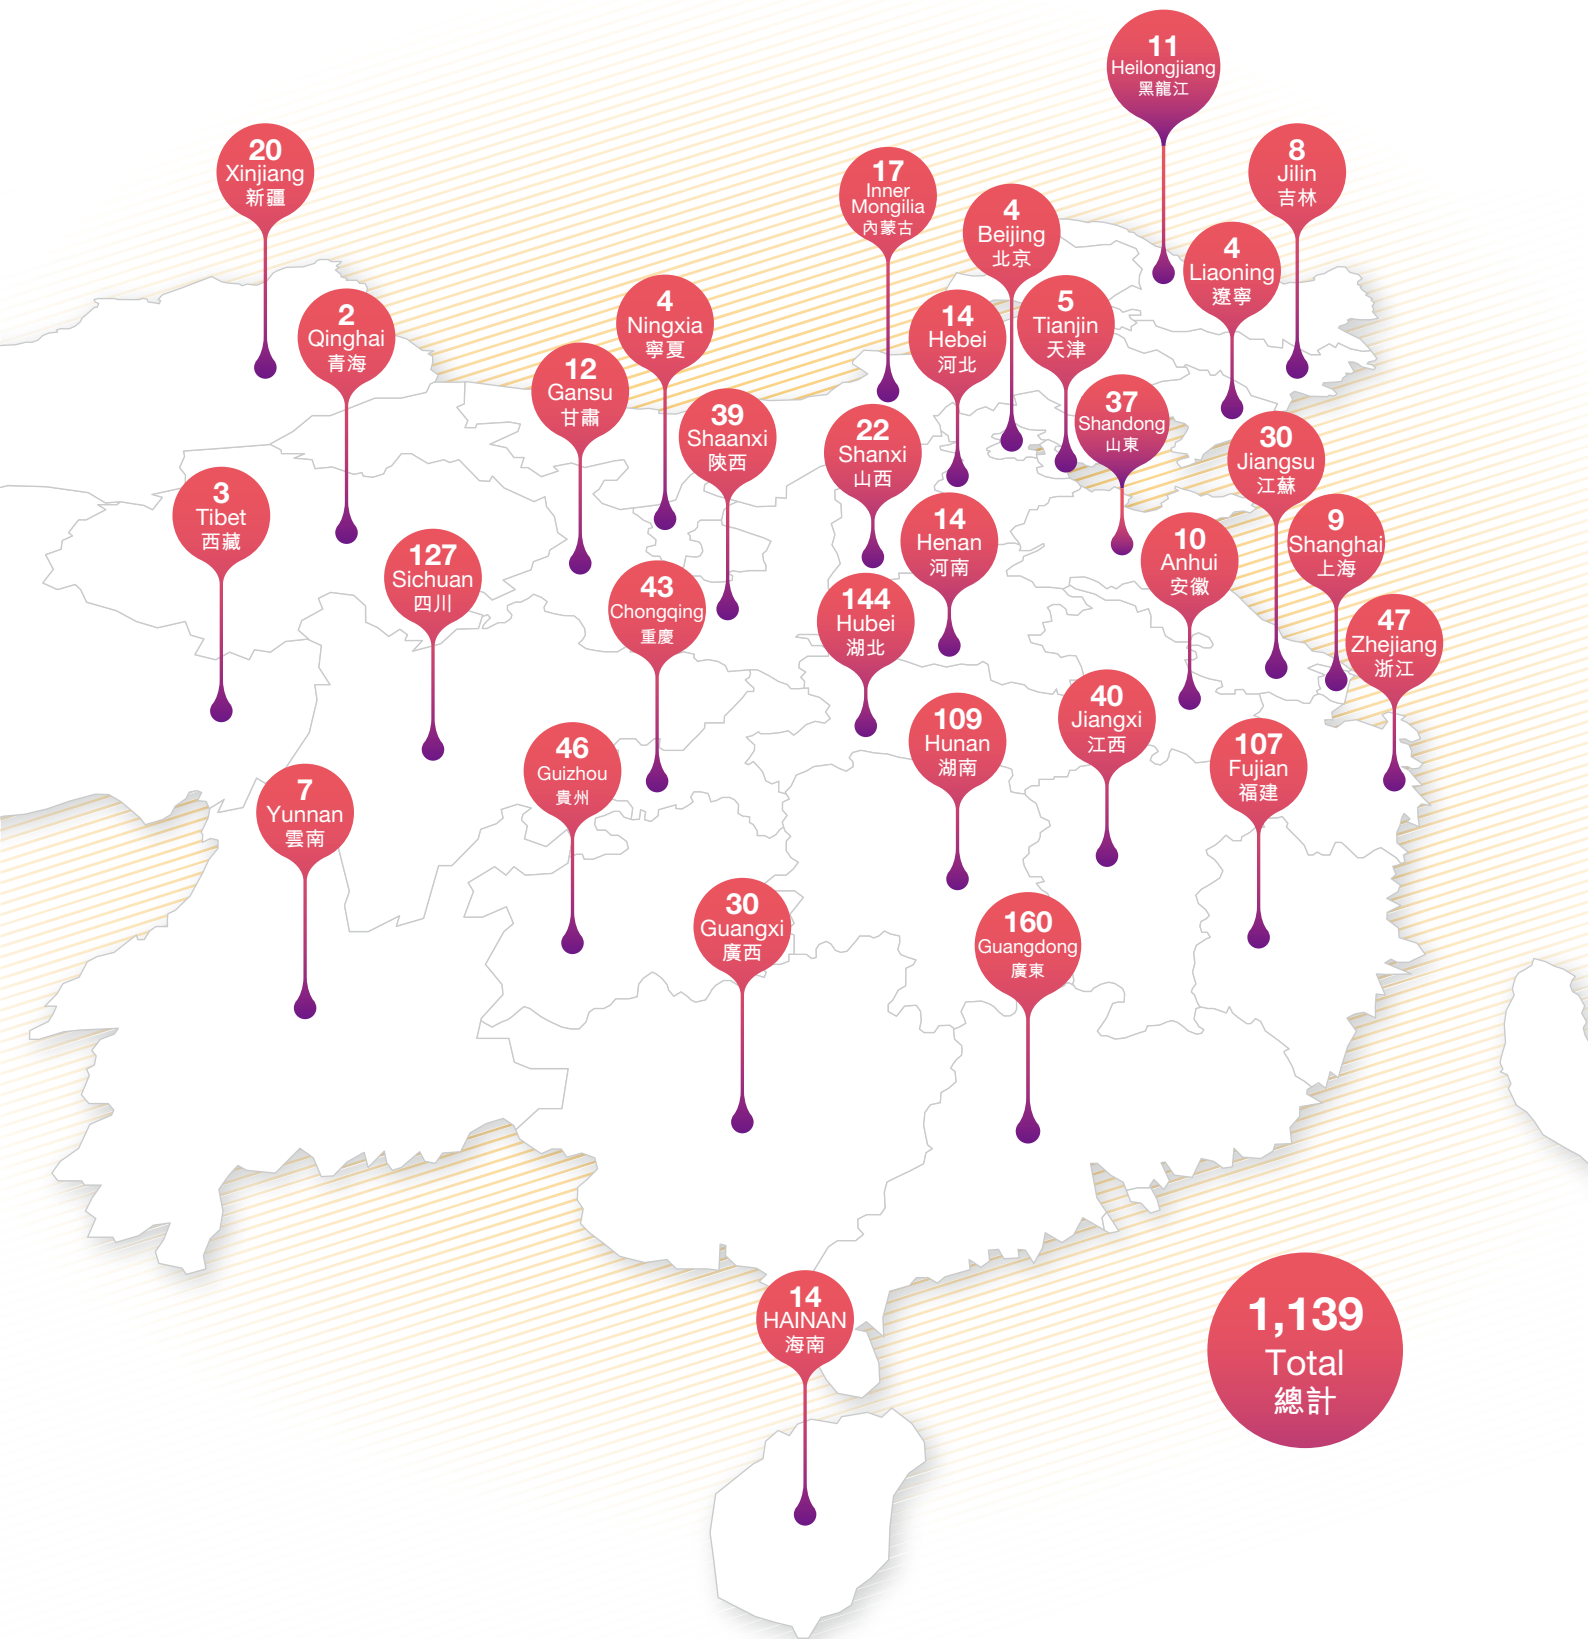 11
Heilongjiang
黑龍江
20
Xinjiang
新疆
17
Inner
Mongilia
內蒙古
8
Jilin
吉林
4
Beijing
北京
4
Liaoning
遼寧
2
Qinghai
青海
4
Ningxia
寧夏
14
Hebei
河北
5
Tianjin
天津
12
Gansu
甘肅
39
Shaanxi
陝西
22
Shanxi
山西
37
Shandong
山東
30
Jiangsu
江蘇
3
Tibet
西藏
14
Henan
河南
9
Shanghai
上海
10
Anhui
安徽
127
Sichuan
四川
43
Chongqing
重慶
144
Hubei
湖北
47
Zhejiang
浙江
46
Guizhou
貴州
109
Hunan
湖南
40
Jiangxi
江西
107
Fujian
福建
7
Yunnan
雲南
30
Guangxi
廣西
160
Guangdong
廣東
14
HAINAN
海南
1,139
Total
總計